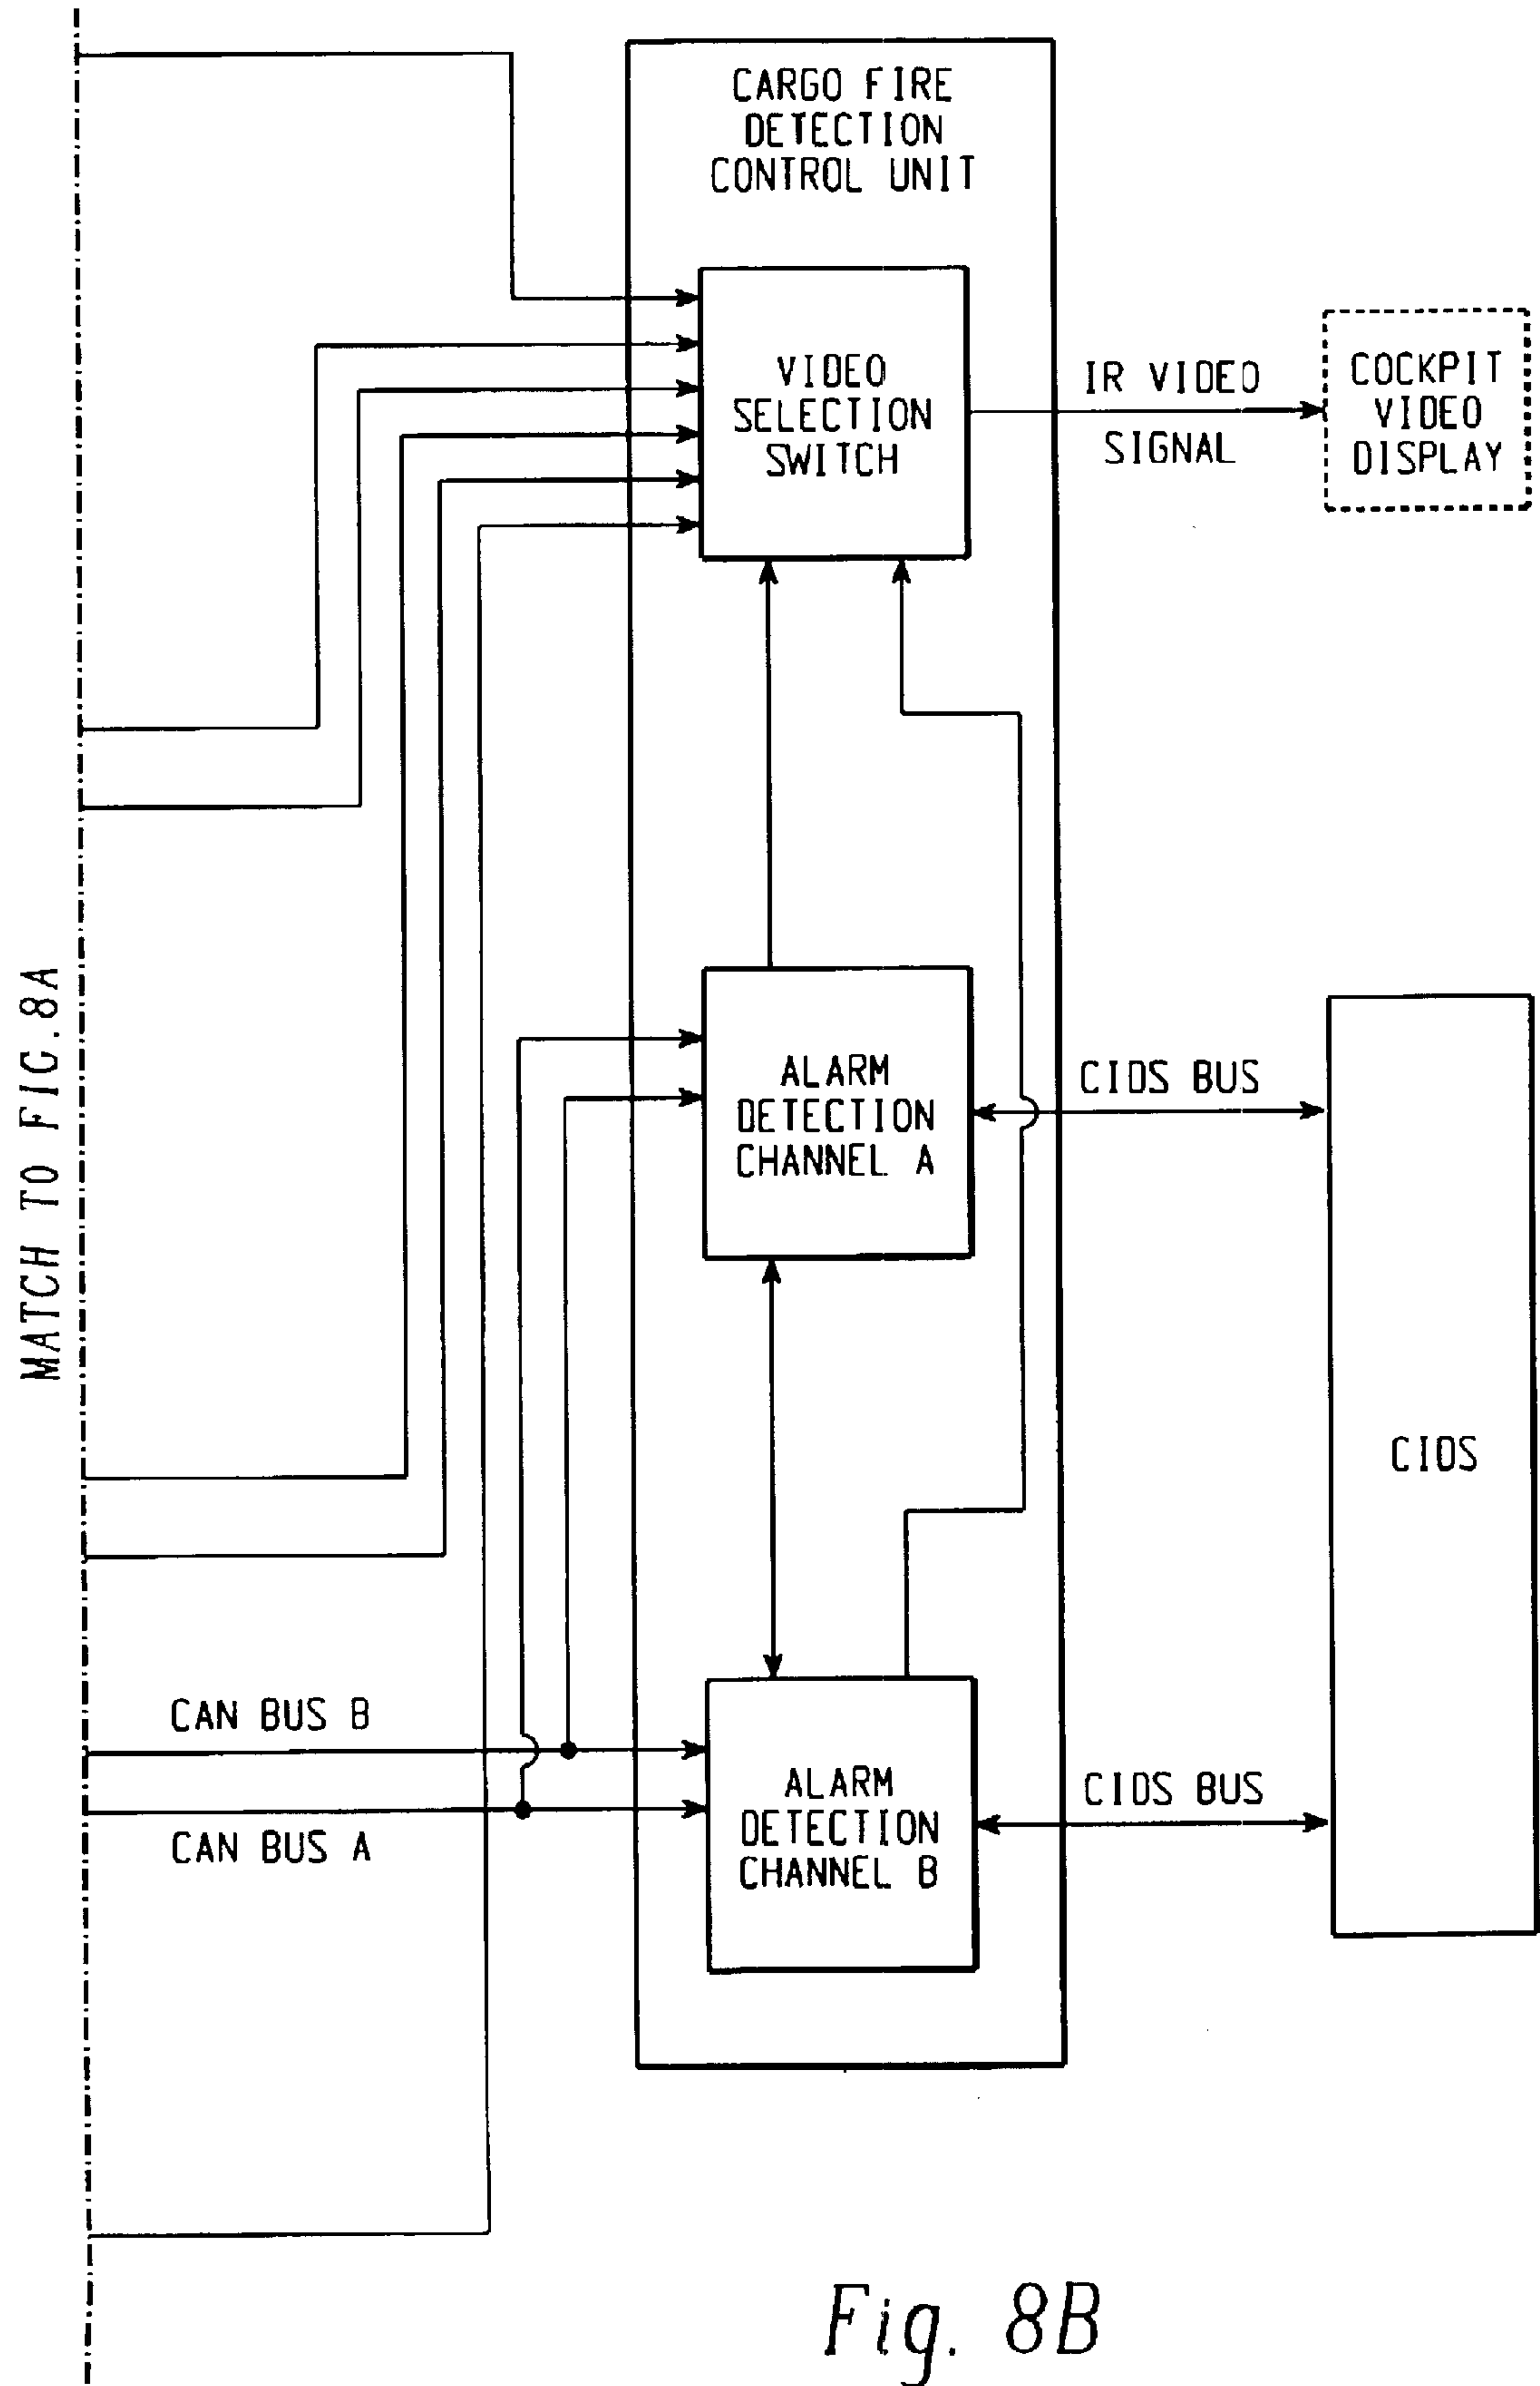 CARGO FIRE
DETECTION
CONTROL UNIT
VIDEO
SELECTION
SWITCH
IR VIDEO
SIGNAL
COCKPIT
VIDEO
DISPLAY
MATCH TO FIG.8A
ALARM
DETECTION
CHANNEL A
CIDS BUS
CIDS
CAN BUS B
CAN BUS A
ALARM
DETECTION
CHANNEL B
CIDS BUS
Fig. 8B